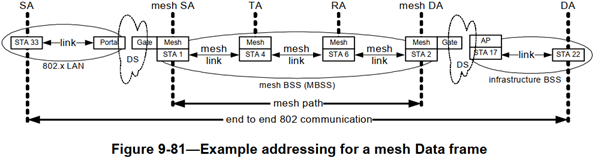 SA
mesh SA
TA
RA
mesh DA
DA
STA 33
link
Portal
DS
Gate
Mesh
STA 1
mesh
link
Mesh
STA 4
mesh
link
Mesh
STA 6
mesh
link
Mesh
STA 2
Gate
DS
AP
STA 17
link
STA 22
802.x LAN
mesh BSS (MBSS)
infrastructure BSS
mesh path
end to end 802 communication
Figure 9-81—Example addressing for a mesh Data frame